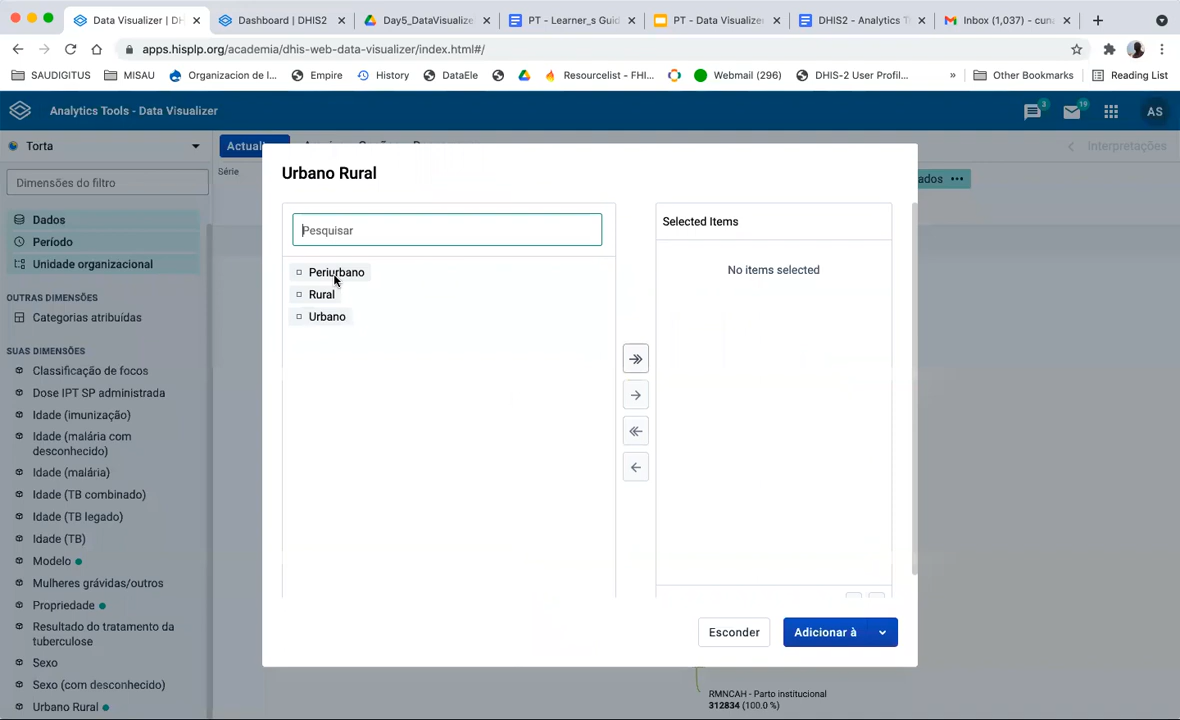 Data Visualizer | DH
Dashboard | DHIS2
Day5_DataVisualize
PT - Learner_s Guid
PT - Data Visualize
DHIS2 - Analytics T
Inbox (1,037) - cun
apps.hisplp.org/academia/dhis-web-data-visualizer/index.html#/
SAUDIGITUS
MISAU
Organizacion de I...
Empire
History
DataEle
Resourcelist - FHI...
Webmail (296)
DHIS-2 User Profil...
»
Other Bookmarks
Reading List
Analytics Tools - Data Visualizer
3
19
AS
Torta
Actuali
Interpretações
Série
Dimensões do filtro
ados •••
Dados
Período
Unidade organizacional
OUTRAS DIMENSÕES
Categorias atribuídas
SUAS DIMENSÕES
Classificação de focos
Dose IPT SP administrada
Idade (imunização)
Idade (malária com
desconhecido)
Idade (malária)
Idade (TB combinado)
Idade (TB legado)
Idade (TB)
Modelo
Mulheres grávidas/outros
Propriedade
Resultado do tratamento da
tuberculose
Sexo
Sexo (com desconhecido)
Urbano Rural
Urbano Rural
Pesquisar
Periurbano
Rural
Urbano
Selected Items
No items selected
Esconder
Adicionar à
RMNCAH - Parto institucional
312834 (100.0 %)